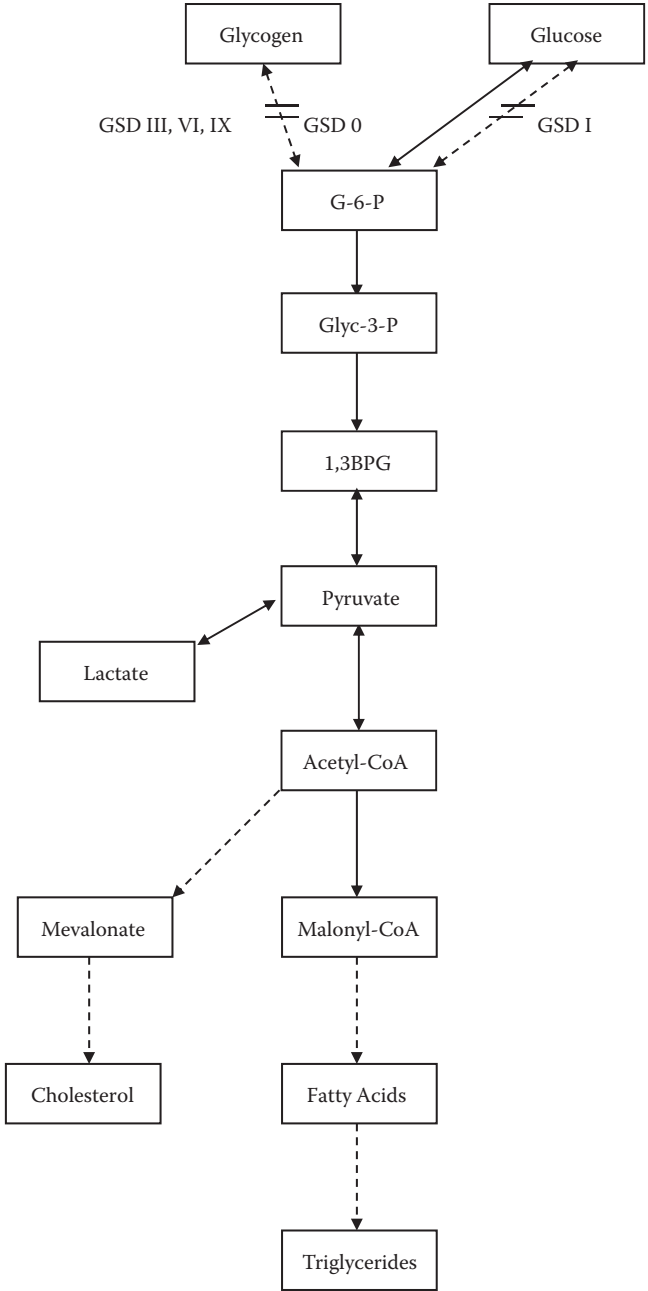 Glycogen
Glucose
GSD III, VI, IX
GSD 0
GSD I
G-6-P
Glyc-3-P
1,3BPG
Pyruvate
Lactate
Acetyl-CoA
Mevalonate
Malonyl-CoA
Cholesterol
Fatty Acids
Triglycerides